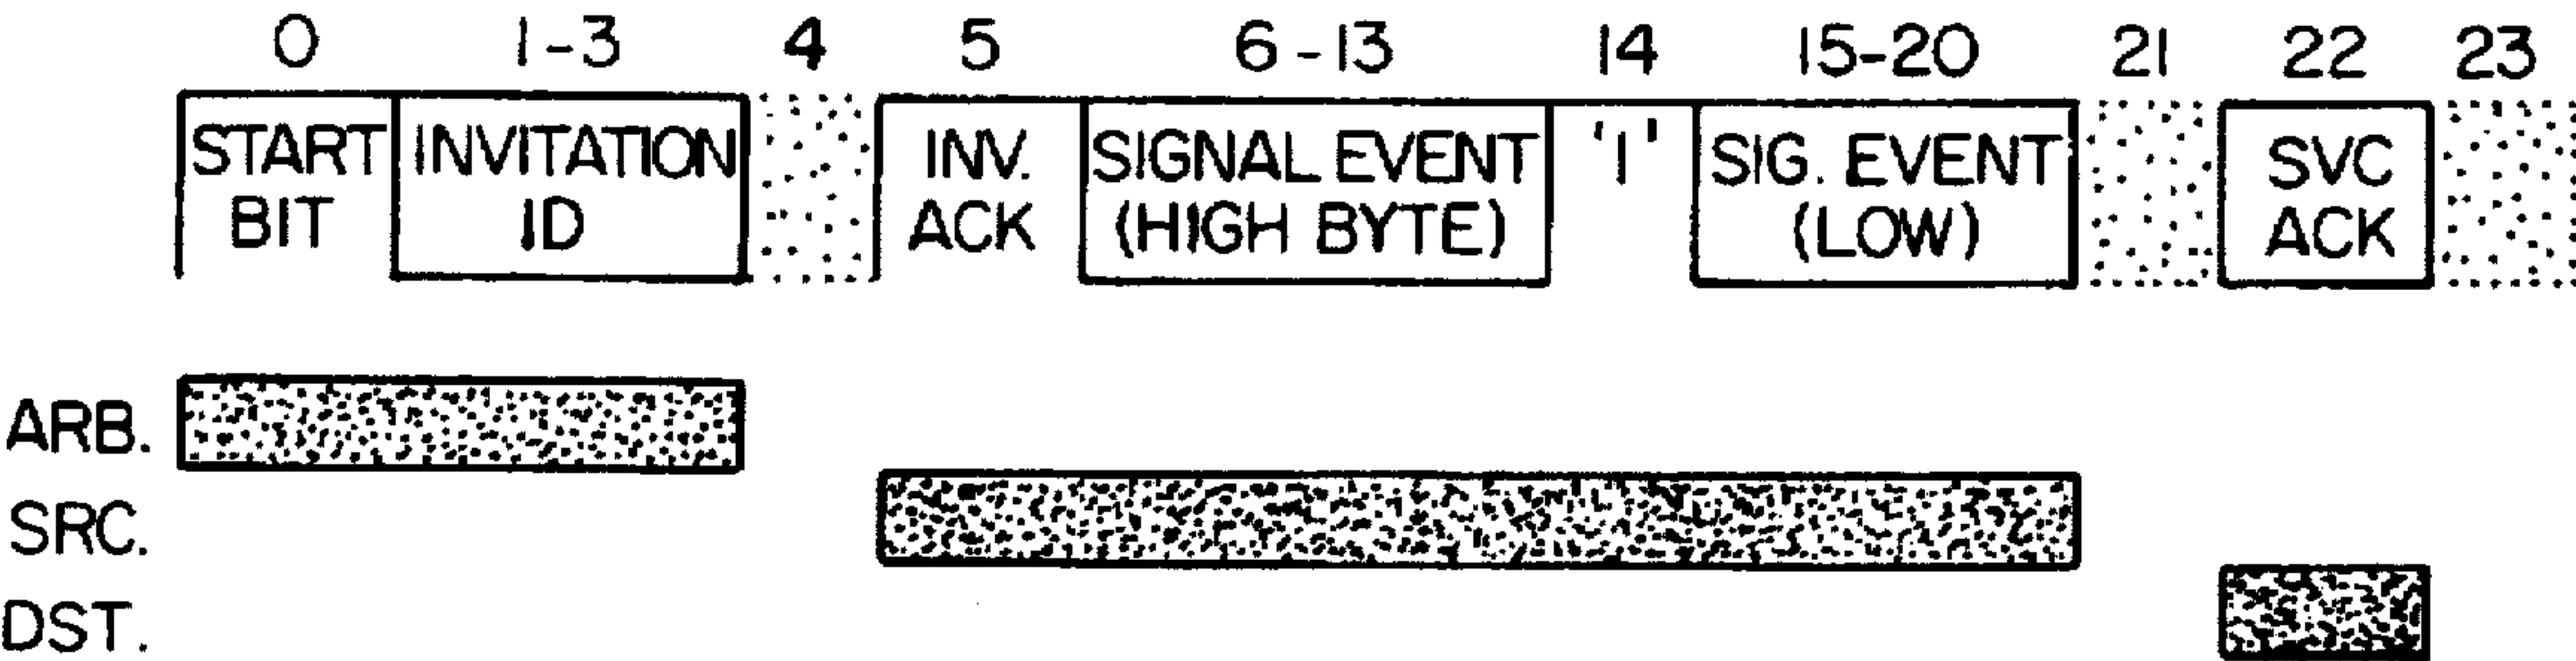 0 1-3 4 5 6-13 14 15-20 21 22 23
START INVITATION INV. SIGNAL EVENT '1' SIG. EVENT SVC
BIT ID ACK (HIGH BYTE) (LOW) ACK
ARB.
SRC.
DST.